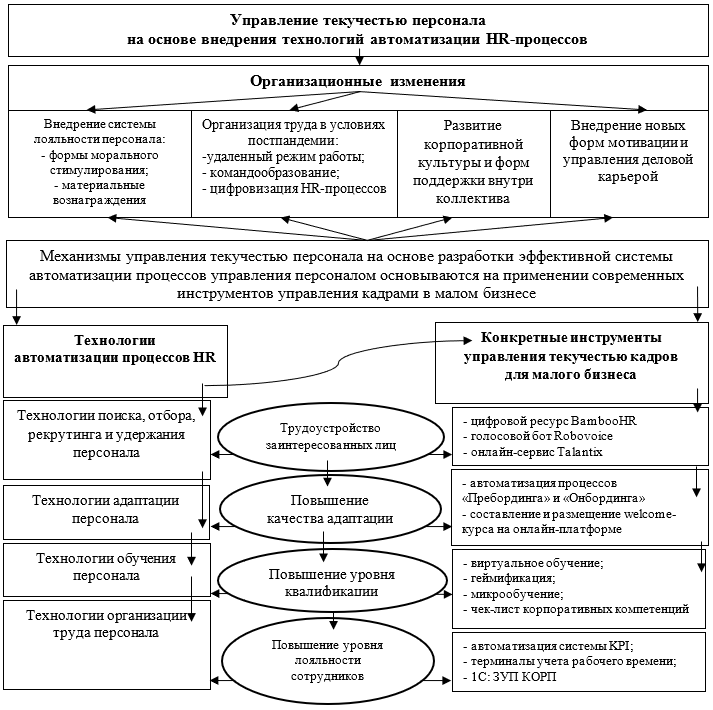 Управление текучестью персонала
на основе внедрения технологий автоматизации HR-процессов
Организационные изменения
Внедрение системы
лояльности персонала:
- формы морального
стимулирования;
- материальные
вознаграждения
Организация труда в условиях
постпандемии:
-удаленный режим работы;
- командообразование;
- цифровизация HR-процессов
Развитие
корпоративной
культуры и форм
поддержки внутри
коллектива
Внедрение новых
форм мотивации и
управления деловой
карьерой
Механизмы управления текучестью персонала на основе разработки эффективной системы
автоматизации процессов управления персоналом основываются на применении современных
инструментов управления кадрами в малом бизнесе
Технологии
автоматизации процессов HR
Конкретные инструменты
управления текучестью кадров
для малого бизнеса
Технологии поиска, отбора,
рекрутинга и удержания
персонала
Трудоустройство
заинтересованных лиц
- цифровой ресурс BambooHR
- голосовой бот Robovoice
- онлайн-сервис Talantix
Технологии адаптации
персонала
Повышение
качества адаптации
- автоматизация процессов
«Пребординга» и «Онбординга»
- составление и размещение welcome-
курса на онлайн-платформе
Технологии обучения
персонала
Повышение уровня
квалификации
- виртуальное обучение;
- геймификация;
- микрообучение;
- чек-лист корпоративных компетенций
Технологии организации
труда персонала
Повышение уровня
лояльности
сотрудников
- автоматизация системы KPI;
- терминалы учета рабочего времени;
- 1С: ЗУП КОРП